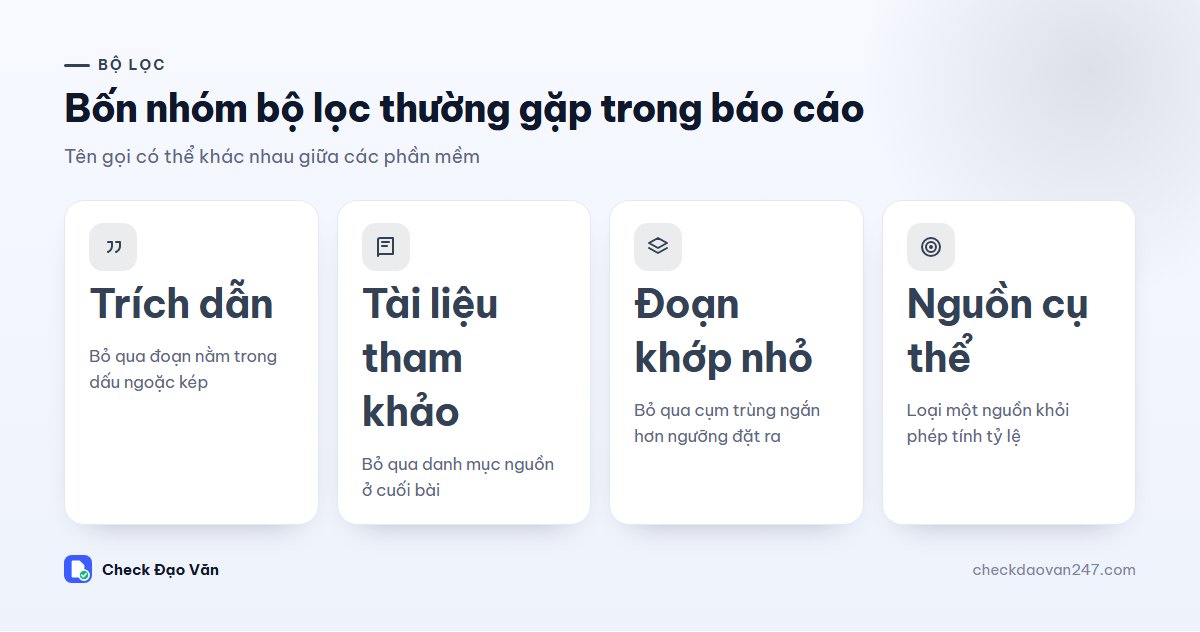 BỘ LỌC
Bốn nhóm bộ lọc thường gặp trong báo cáo
Tên gọi có thể khác nhau giữa các phần mềm
Trích dẫn
Bỏ qua đoạn nằm trong
dấu ngoặc kép
Tài liệu
tham
khảo
Bỏ qua danh mục nguồn
ở cuối bài
Đoạn
khớp nhỏ
Bỏ qua cụm trùng ngắn
hơn ngưỡng đặt ra
Nguồn cụ
thể
Loại một nguồn khỏi
phép tính tỷ lệ
Check Đạo Văn
checkdaovan247.com